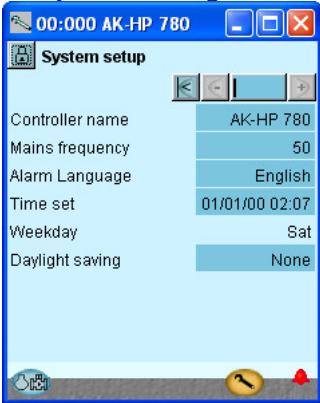 00:000 AK-HP 780
System setup
Controller name AK-HP 780
Mains frequency 50
Alarm Language English
Time set 01/01/00 02:07
Weekday Sat
Daylight saving None